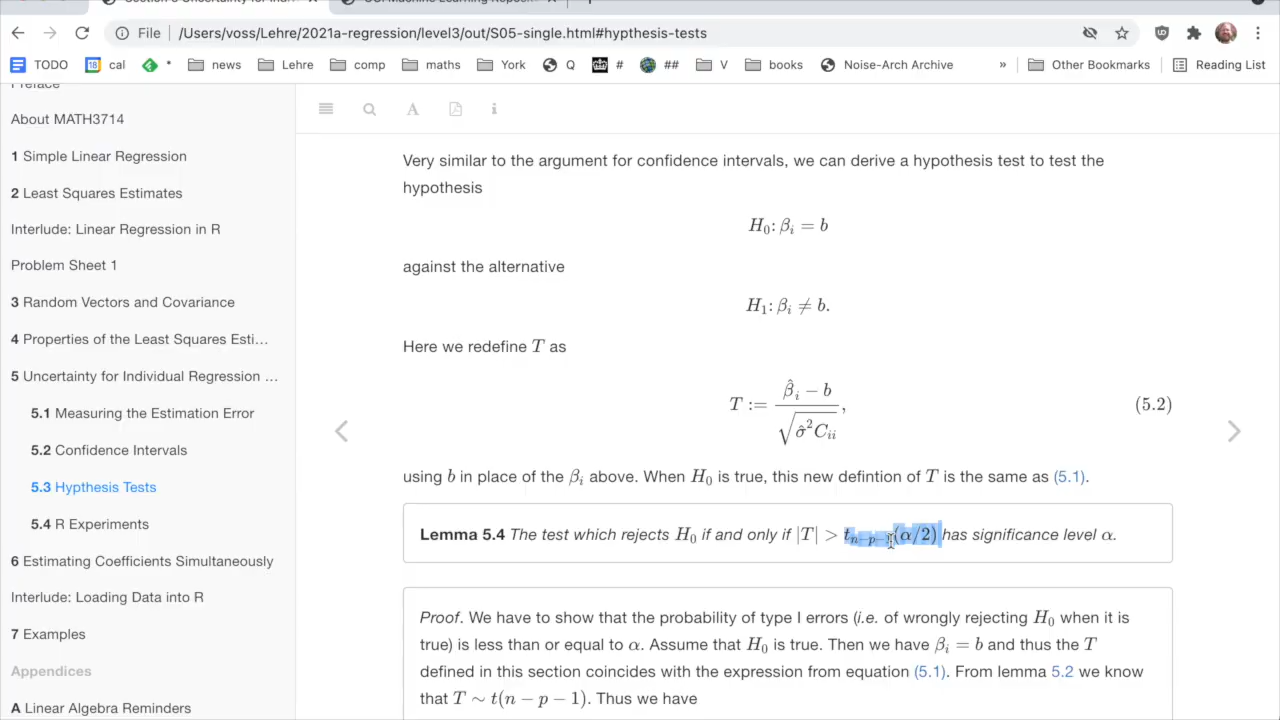 File | /Users/voss/Lehre/2021a-regression/level3/out/S05-single.html#hypthesis-tests
TODO cal * news Lehre comp maths York Q # ## V books Noise-Arch Archive » Other Bookmarks Reading List
Preface
About MATH3714
1 Simple Linear Regression
2 Least Squares Estimates
Interlude: Linear Regression in R
Problem Sheet 1
3 Random Vectors and Covariance
4 Properties of the Least Squares Esti…
5 Uncertainty for Individual Regression …
5.1 Measuring the Estimation Error
5.2 Confidence Intervals
5.3 Hypthesis Tests
5.4 R Experiments
6 Estimating Coefficients Simultaneously
Interlude: Loading Data into R
7 Examples
Appendices
A Linear Algebra Reminders
Very similar to the argument for confidence intervals, we can derive a hypothesis test to test the
hypothesis
H₀: βᵢ = b
against the alternative
H₁: βᵢ ≠ b.
Here we redefine T as
T := (β̂ᵢ − b) / √(σ̂²Cᵢᵢ), (5.2)
using b in place of the βᵢ above. When H₀ is true, this new defintion of T is the same as (5.1).
Lemma 5.4 The test which rejects H₀ if and only if |T| > tₙ₋ₚ₋₁(α/2) has significance level α.
Proof. We have to show that the probability of type I errors (i.e. of wrongly rejecting H₀ when it is
true) is less than or equal to α. Assume that H₀ is true. Then we have βᵢ = b and thus the T
defined in this section coincides with the expression from equation (5.1). From lemma 5.2 we know
that T ∼ t(n − p − 1). Thus we have